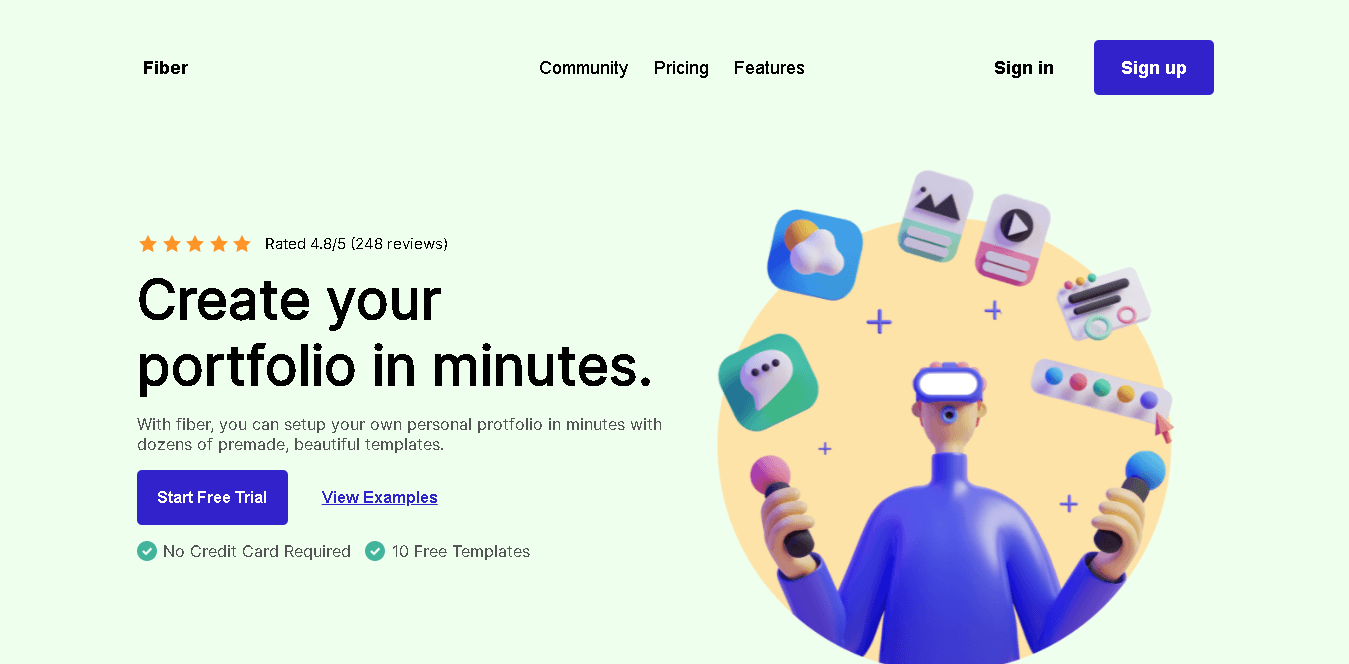 Fiber
Community Pricing Features
Sign in
Sign up
Rated 4.8/5 (248 reviews)
Create your
portfolio in minutes.
With fiber, you can setup your own personal protfolio in minutes with
dozens of premade, beautiful templates.
Start Free Trial
View Examples
No Credit Card Required
10 Free Templates